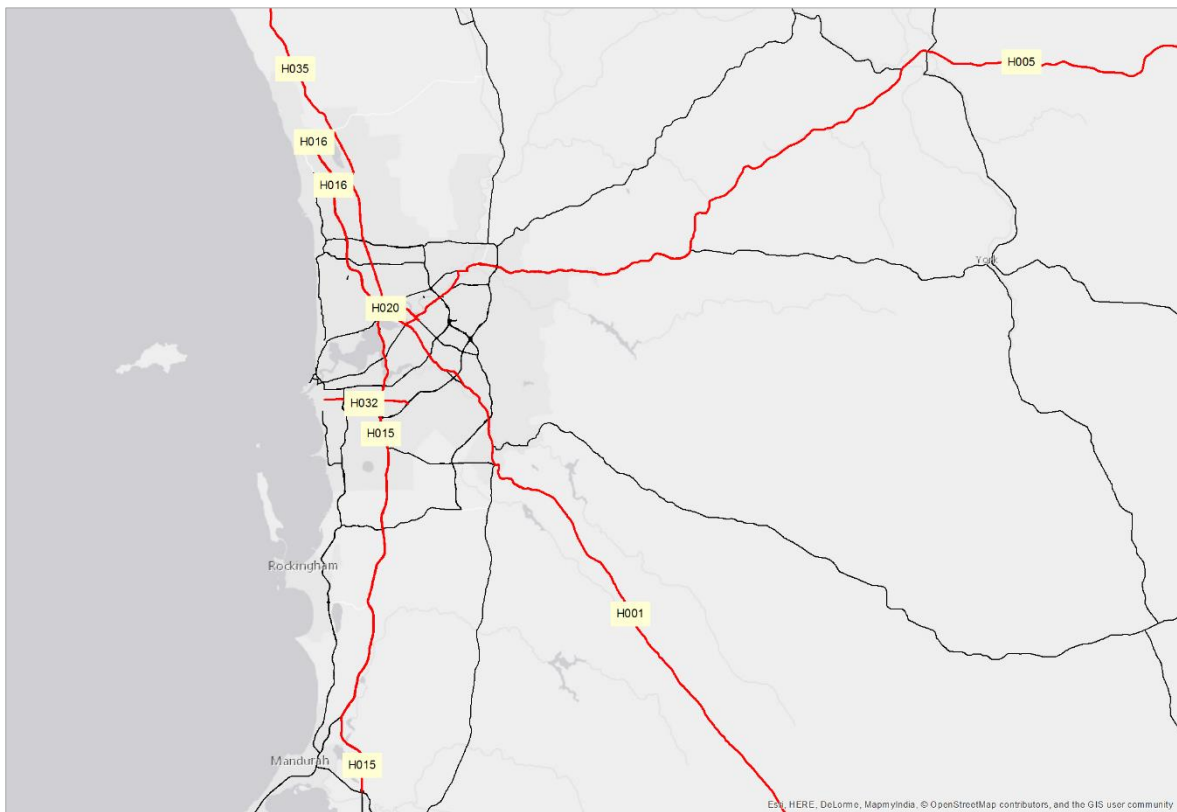 H035
H005
H016
H016
York
H020
H032
H015
Rockingham
H001
Mandurah
H015
Esri, HERE, DeLorme, MapmyIndia, © OpenStreetMap contributors, and the GIS user community